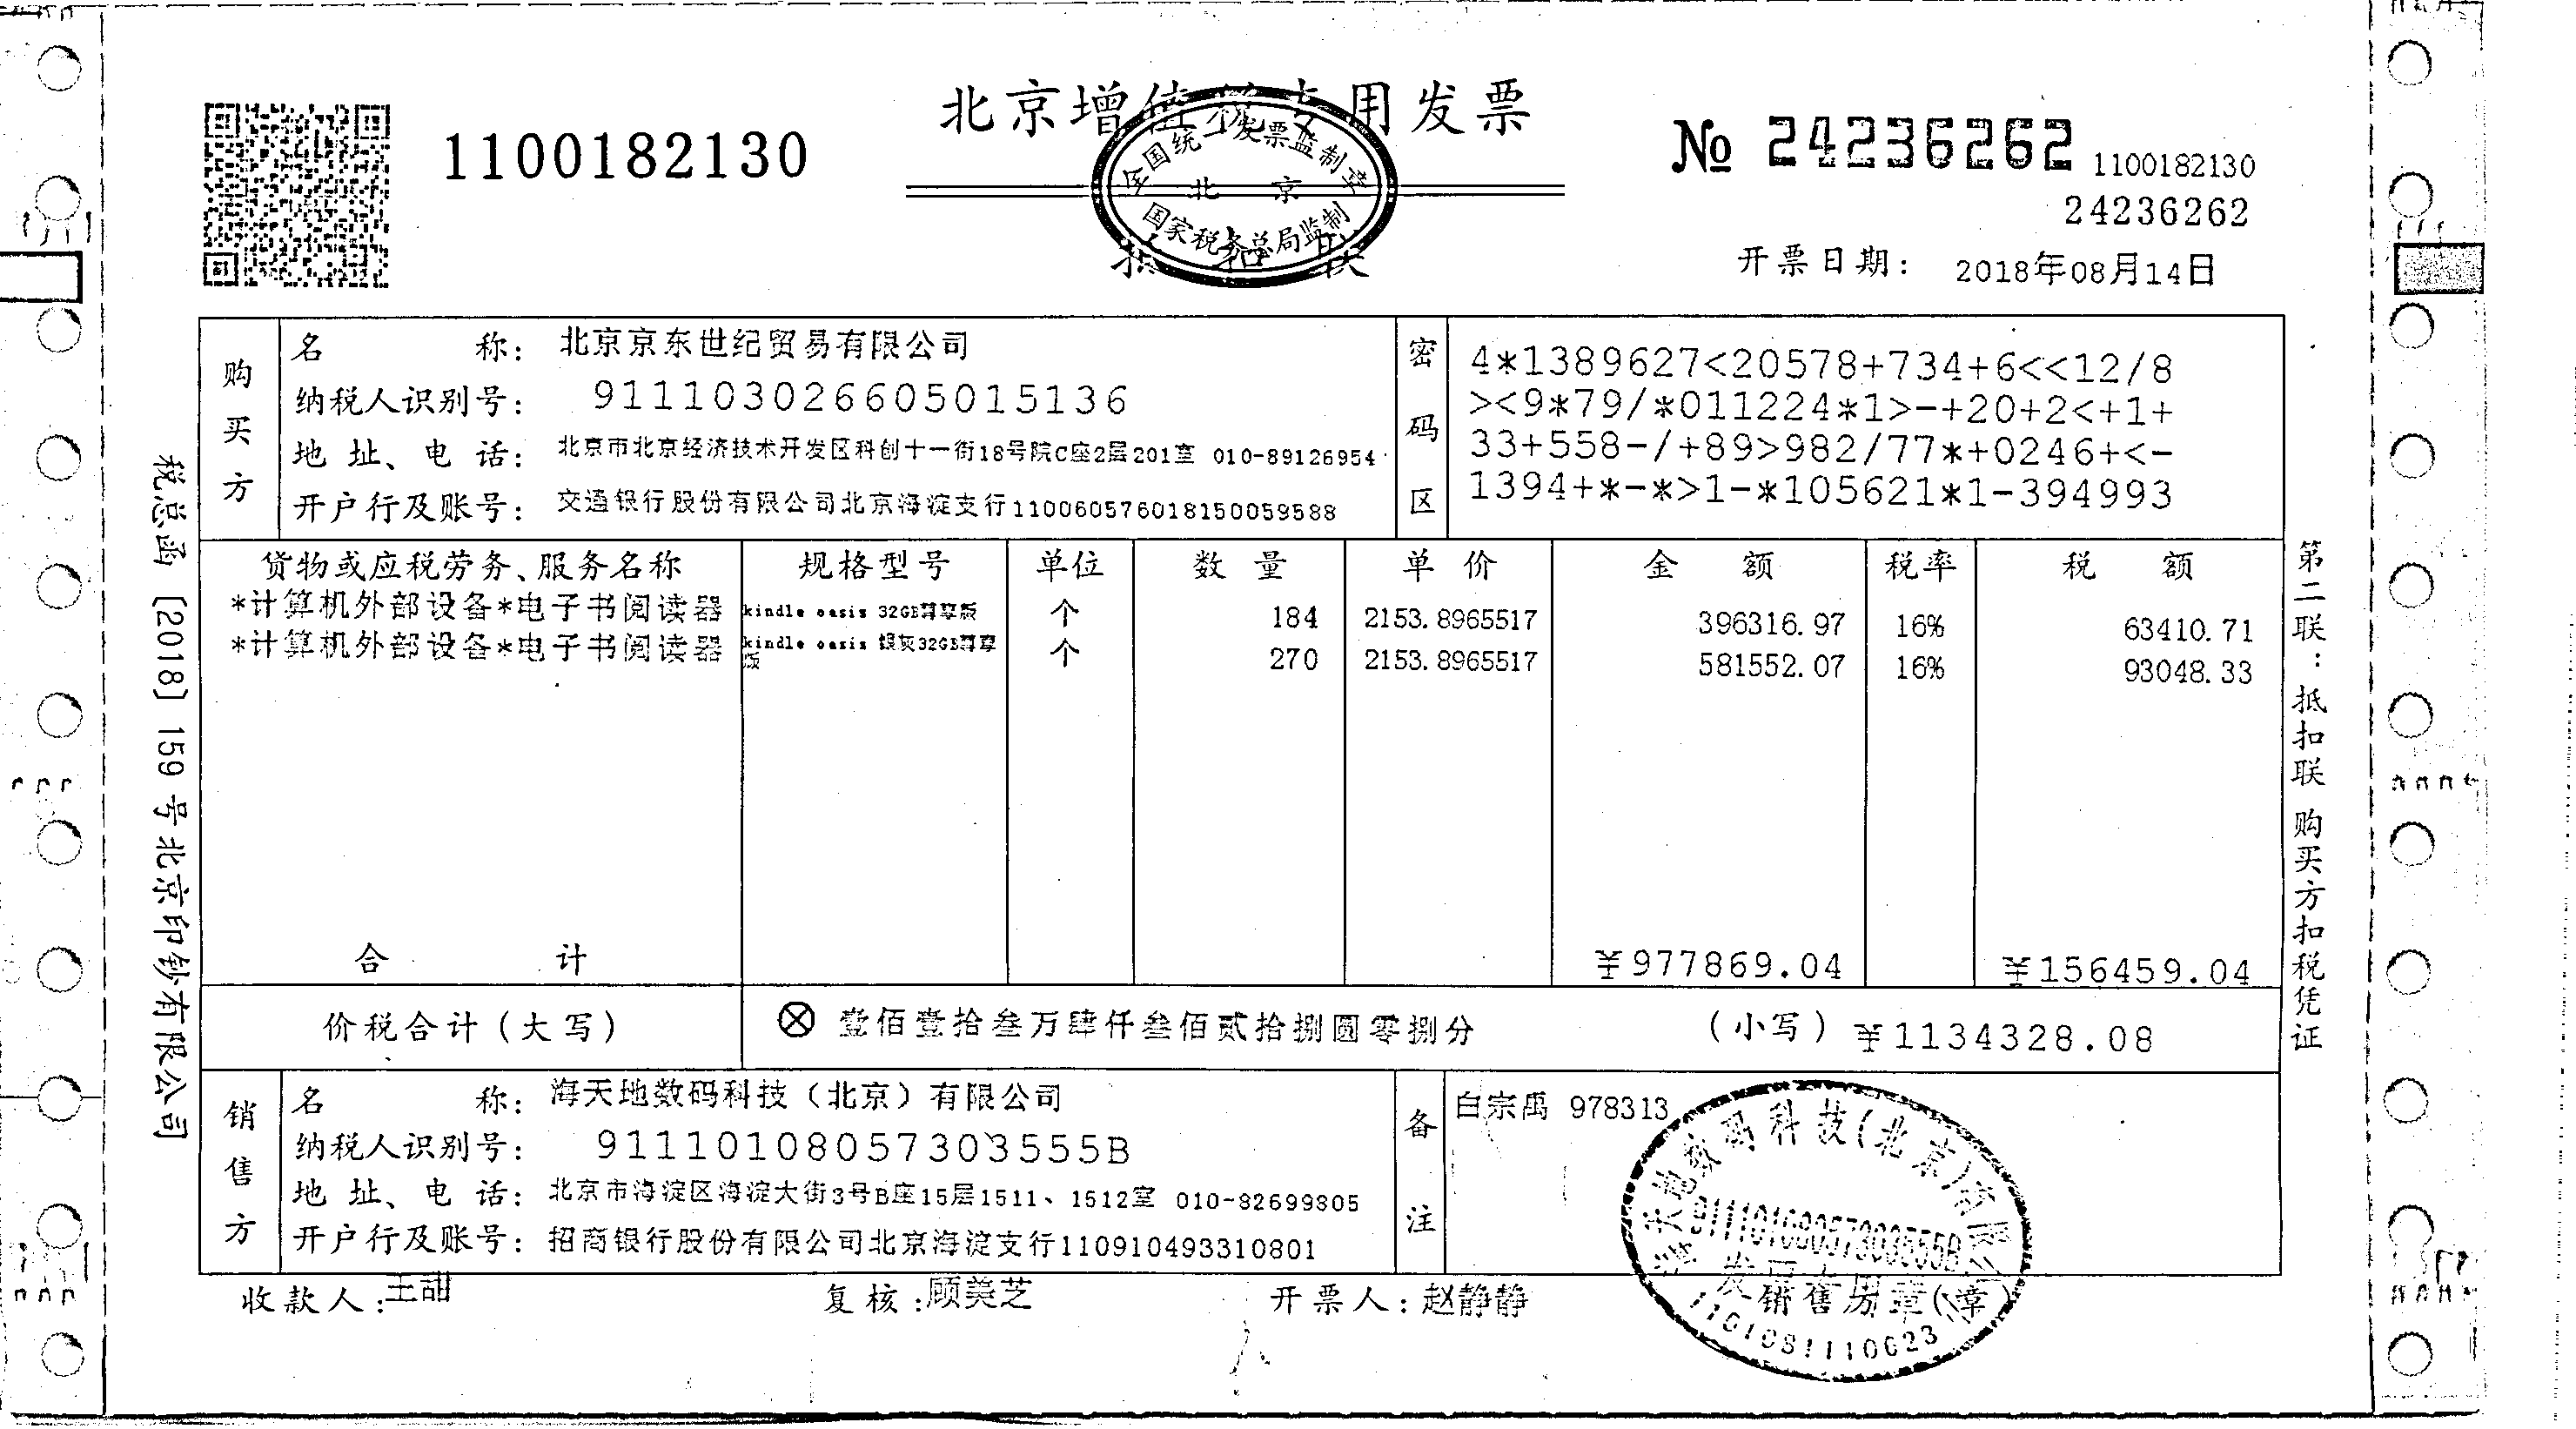 北京增值税专用发票
1100182130
№ 24236262
1100182130
24236262
全国统一发票监制章
北京
国家税务总局监制
抵扣联
开票日期: 2018年08月14日
购买方
名称: 北京京东世纪贸易有限公司
纳税人识别号: 911103026605015136
地址、电话: 北京市北京经济技术开发区科创十一街18号院C座2层201室 010-89126954
开户行及账号: 交通银行股份有限公司北京海淀支行110060576018150059588
密码区
4*1389627<20578+734+6<<12/8
><9*79/*011224*1>-+20+2<+1+
33+558-/+89>982/77*+0246+<-
1394+*-*>1-*105621*1-394993
货物或应税劳务、服务名称 规格型号 单位 数量 单价 金额 税率 税额
*计算机外部设备*电子书阅读器 kindle oasis 32GB尊享版 个 184 2153.8965517 396316.97 16% 63410.71
*计算机外部设备*电子书阅读器 kindle oasis 银灰32GB尊享版 个 270 2153.8965517 581552.07 16% 93048.33
合计 ¥977869.04 ¥156459.04
价税合计(大写) ⊗ 壹佰壹拾叁万肆仟叁佰贰拾捌圆零捌分 (小写) ¥1134328.08
销售方
名称: 海天地数码科技(北京)有限公司
纳税人识别号: 91110108057303555B
地址、电话: 北京市海淀区海淀大街3号B座15层1511、1512室 010-82699805
开户行及账号: 招商银行股份有限公司北京海淀支行110910493310801
备注
白宗禹 978313
海天地数码科技(北京)有限公司
91110108057303555B
发票专用章
1101081110623
收款人: 王甜 复核: 顾美芝 开票人: 赵静静 销售方:(章)
税总函[2018]159号北京印钞有限公司
第二联:抵扣联 购买方扣税凭证